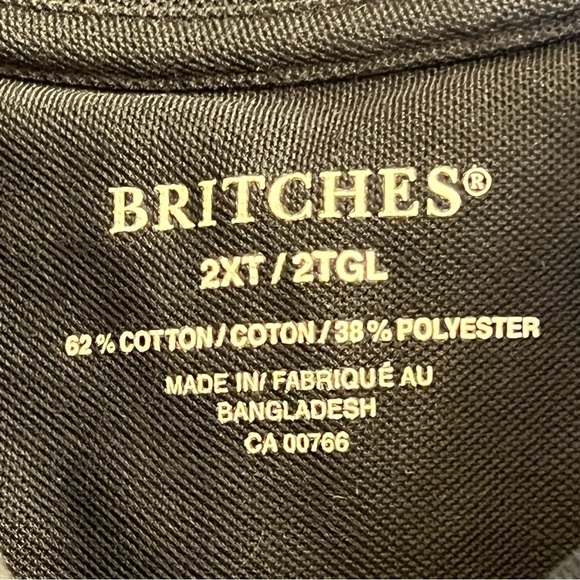 BRITCHES®
2XT / 2TGL
62 % COTTON / COTON / 38 % POLYESTER
MADE IN/ FABRIQUÉ AU
BANGLADESH
CA 00766